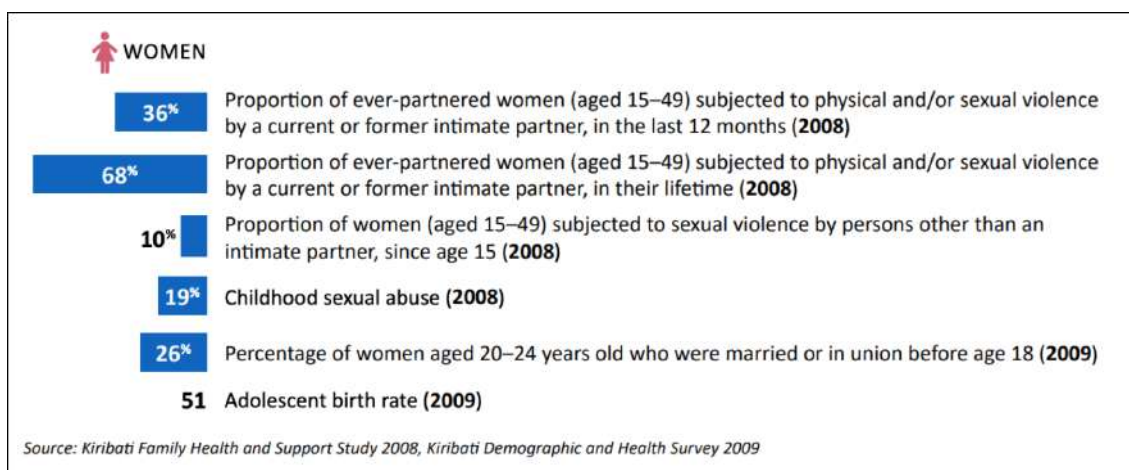 WOMEN
36%
Proportion of ever-partnered women (aged 15–49) subjected to physical and/or sexual violence
by a current or former intimate partner, in the last 12 months (2008)
68%
Proportion of ever-partnered women (aged 15–49) subjected to physical and/or sexual violence
by a current or former intimate partner, in their lifetime (2008)
10%
Proportion of women (aged 15–49) subjected to sexual violence by persons other than an
intimate partner, since age 15 (2008)
19%
Childhood sexual abuse (2008)
26%
Percentage of women aged 20–24 years old who were married or in union before age 18 (2009)
51
Adolescent birth rate (2009)
Source: Kiribati Family Health and Support Study 2008, Kiribati Demographic and Health Survey 2009